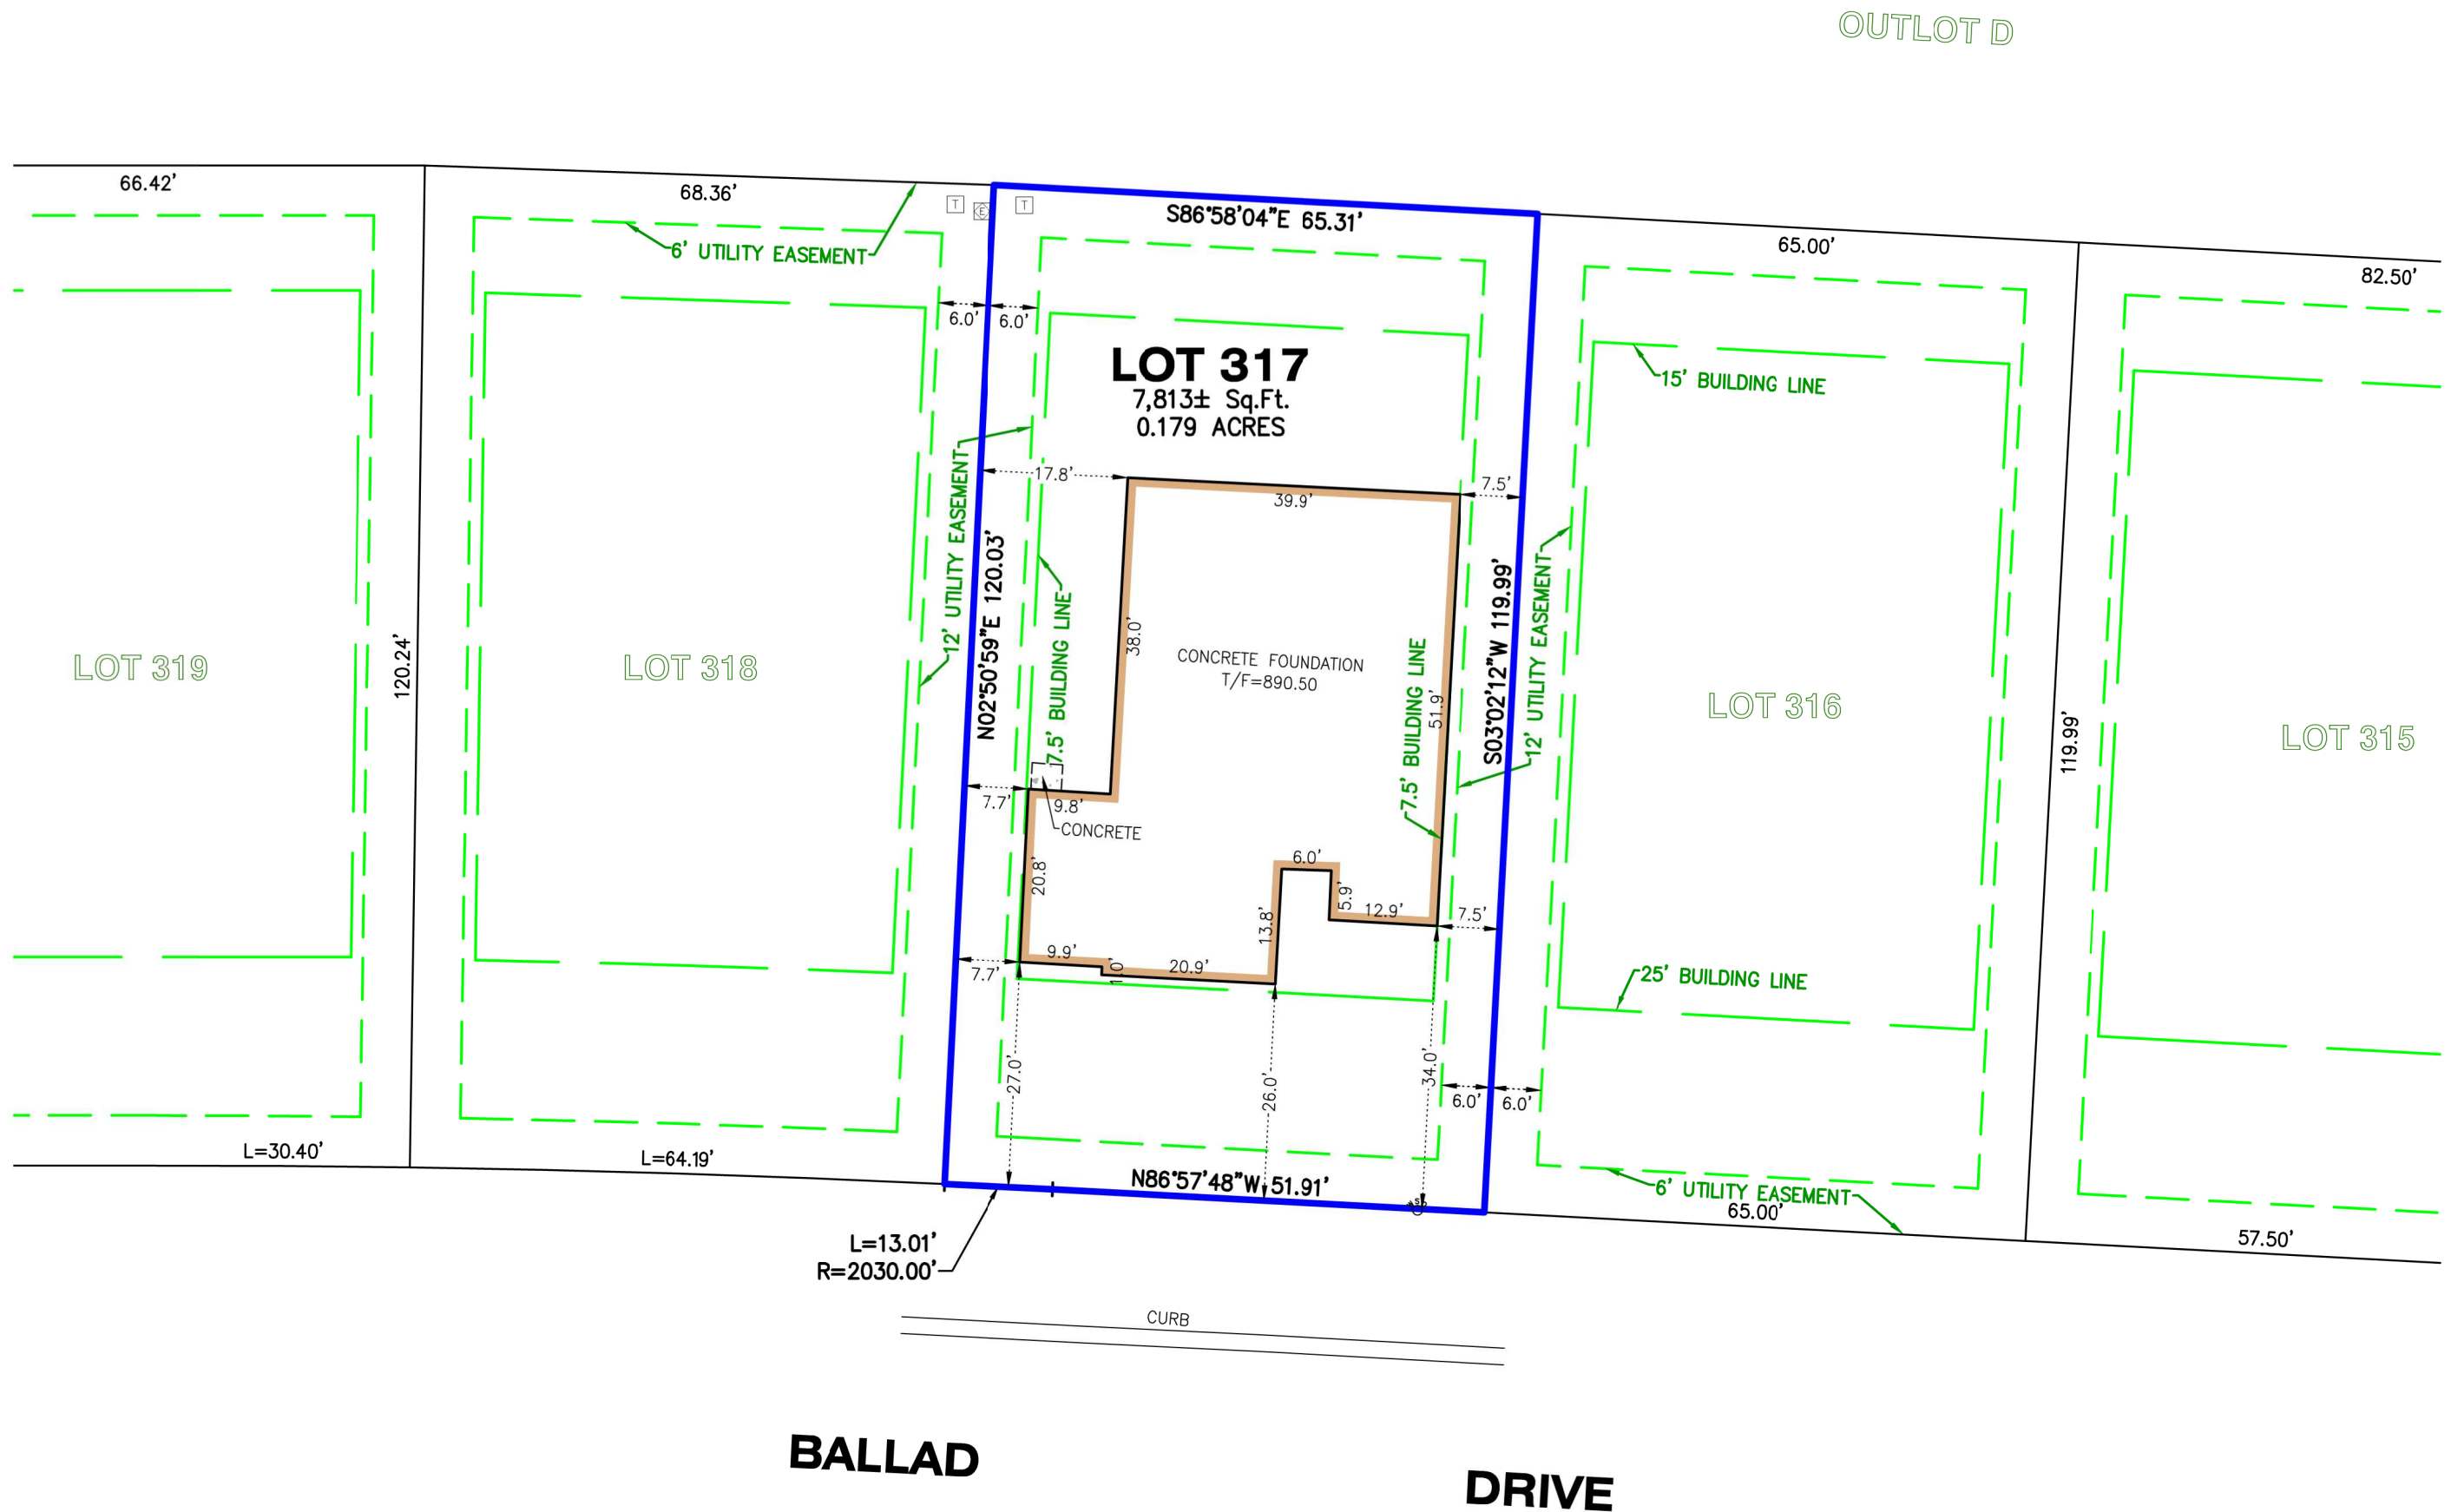 OUTLOT D
66.42'
68.36'
S86°58'04"E 65.31'
65.00'
82.50'
T
E
T
6' UTILITY EASEMENT
6.0'
6.0'
LOT 317
7,813± Sq.Ft.
0.179 ACRES
15' BUILDING LINE
17.8'
7.5'
39.9'
12' UTILITY EASEMENT
N02°50'59"E 120.03'
7.5' BUILDING LINE
38.0'
CONCRETE FOUNDATION
T/F=890.50
51.9'
7.5' BUILDING LINE
S03°02'12"W 119.99'
12' UTILITY EASEMENT
LOT 319
120.24'
LOT 318
LOT 316
119.99'
LOT 315
7.7'
9.8'
CONCRETE
20.8'
6.0'
5.9'
12.9'
13.8'
7.5'
9.9'
1.0'
20.9'
7.7'
25' BUILDING LINE
27.0'
26.0'
34.0'
6.0'
6.0'
L=30.40'
L=64.19'
N86°57'48"W 51.91'
S
6' UTILITY EASEMENT
65.00'
57.50'
L=13.01'
R=2030.00'
CURB
BALLAD
DRIVE